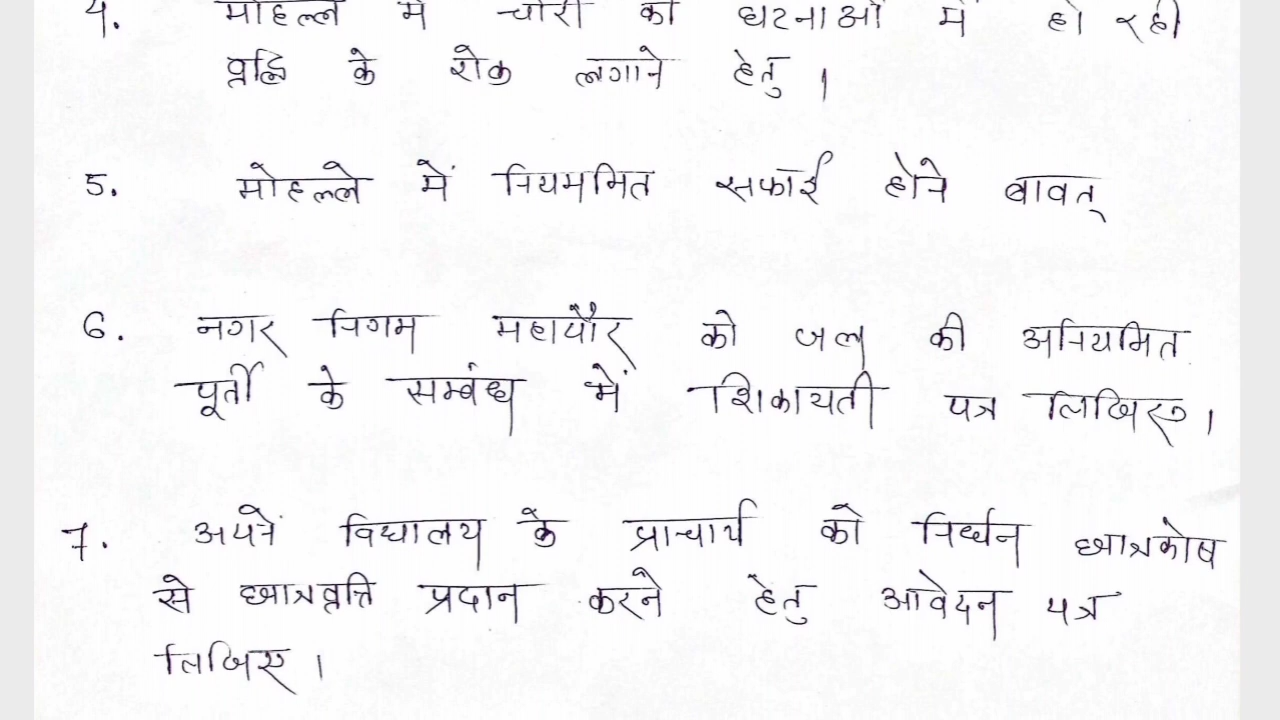 4. मोहल्ले में चोरी की घटनाओं में हो रही
वृद्धि के रोक लगाने हेतु ।
5. मोहल्ले में नियममित सफाई होने बावत्
6. नगर निगम महापौर को जल की अनियमित
पूर्ती के सम्बंध में शिकायती पत्र लिखिए ।
7. अपने विद्यालय के प्राचार्य को निर्धन छात्रकोष
से छात्रवृत्ति प्रदान करने हेतु आवेदन पत्र
लिखिए ।